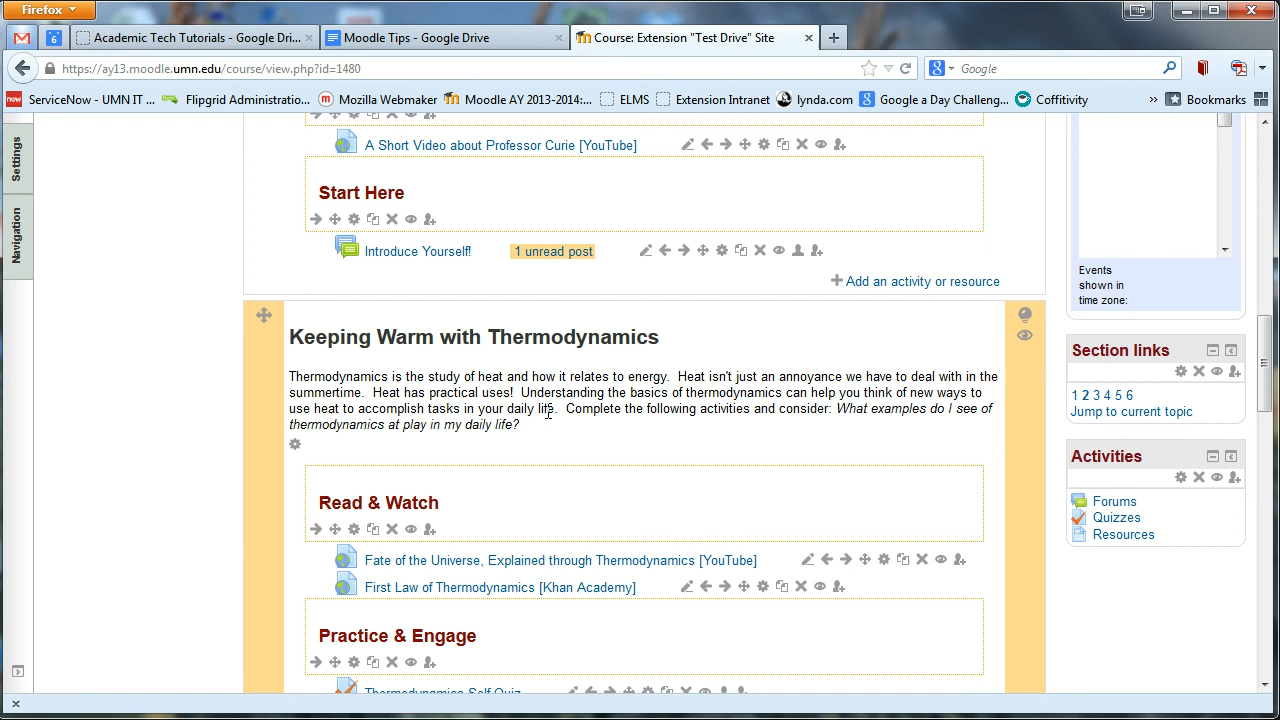 Firefox
6
Academic Tech Tutorials - Google Dri...
Moodle Tips - Google Drive
Course: Extension "Test Drive" Site
https://ay13.moodle.umn.edu/course/view.php?id=1480
Google
now ServiceNow - UMN IT ...
Flipgrid Administratio...
Mozilla Webmaker
Moodle AY 2013-2014:...
ELMS
Extension Intranet
lynda.com
Google a Day Challeng...
Coffitivity
» Bookmarks
Settings
Navigation
A Short Video about Professor Curie [YouTube]
Start Here
Introduce Yourself!
1 unread post
Add an activity or resource
Keeping Warm with Thermodynamics
Thermodynamics is the study of heat and how it relates to energy. Heat isn't just an annoyance we have to deal with in the
summertime. Heat has practical uses! Understanding the basics of thermodynamics can help you think of new ways to
use heat to accomplish tasks in your daily life. Complete the following activities and consider: What examples do I see of
thermodynamics at play in my daily life?
Read & Watch
Fate of the Universe, Explained through Thermodynamics [YouTube]
First Law of Thermodynamics [Khan Academy]
Practice & Engage
Thermodynamics Self Quiz
Events
shown in
time zone:
Section links
1 2 3 4 5 6
Jump to current topic
Activities
Forums
Quizzes
Resources